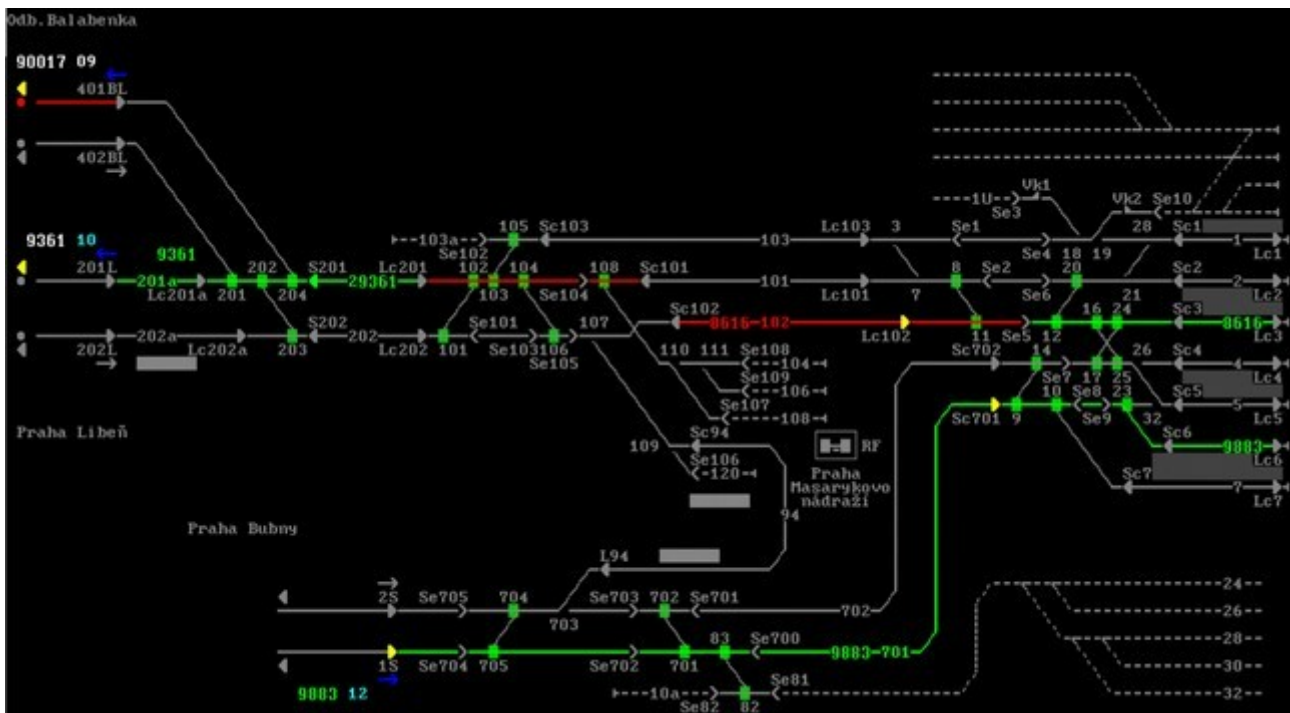 Odb.Balabenka
90017 09
401BL
402BL
1U
Vk1
Se3
Vk2
Se10
9361 10
9361
103a
105
Sc103
103
Lc103
3
Se1
28
Sc1
1
Lc1
Se102
Se4
18
19
201L
201a
202
S201
29361
Lc201
102
104
108
Sc101
101
8
Se2
20
Sc2
2
Lc2
Lc201a
201
204
103
Se104
Lc101
7
Se6
21
Sc102
16
24
Sc3
8616
Lc3
8616-102
Lc102
11
Se5
12
202a
S202
202
Se101
107
202L
Lc202a
203
Lc202
101
Se103
106
Se105
110
111
Se108
104
Sc702
14
26
Sc4
4
Lc4
Se7
17
25
Se109
106
10
Se8
23
Sc5
5
Lc5
Se107
108
Sc701
9
Se9
32
Praha Libeň
109
Sc94
RF
Sc6
9883
Lc6
Se106
120
Praha
Masarykovo
nádraží
Sc7
7
Lc7
94
Praha Bubny
L94
2S
Se705
704
Se703
702
Se701
702
703
24
26
28
30
32
83
Se700
9883-701
1S
Se704
705
Se702
701
9883 12
10a
Se81
Se82
82